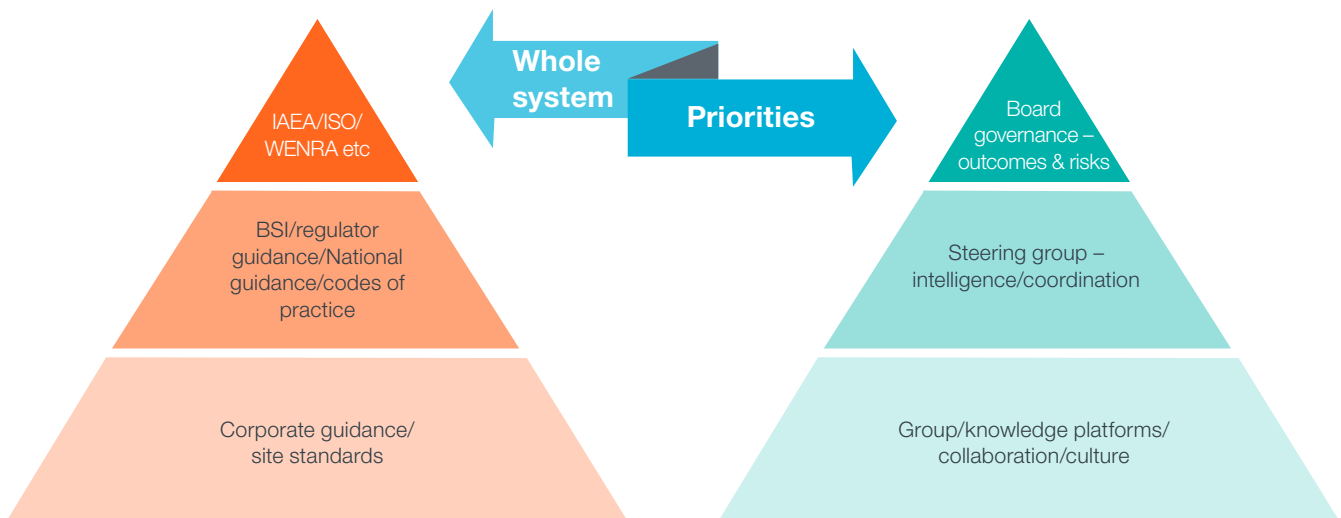 IAEA/ISO/
WENRA etc
BSI/regulator
guidance/National
guidance/codes of
practice
Corporate guidance/
site standards
Whole
system
Priorities
Board
governance –
outcomes & risks
Steering group –
intelligence/coordination
Group/knowledge platforms/
collaboration/culture